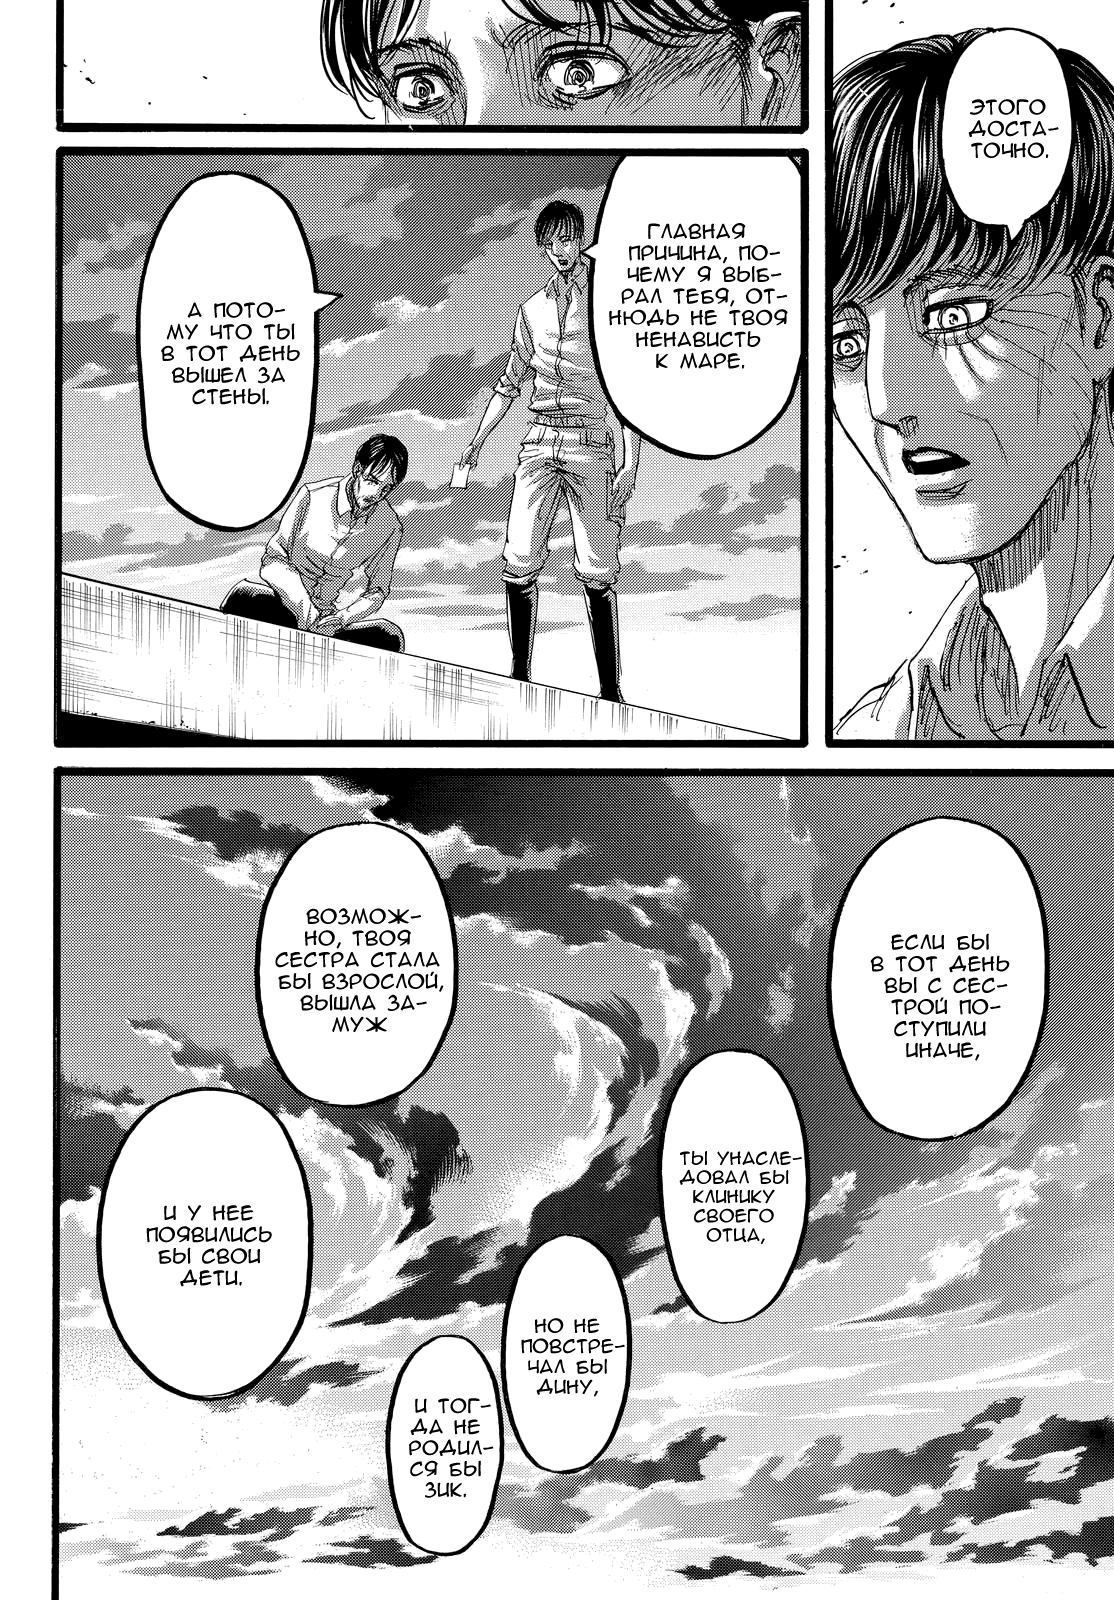 ЭТОГО
ДОСТА-
ТОЧНО.
ГЛАВНАЯ
ПРИЧИНА, ПО-
ЧЕМУ Я ВЫБ-
РАЛ ТЕБЯ, ОТ-
НЮДЬ НЕ ТВОЯ
НЕНАВИСТЬ
К МАРЕ.
А ПОТО-
МУ ЧТО ТЫ
В ТОТ ДЕНЬ
ВЫШЕЛ ЗА
СТЕНЫ.
ЕСЛИ БЫ
В ТОТ ДЕНЬ
ВЫ С СЕС-
ТРОЙ ПО-
СТУПИЛИ
ИНАЧЕ,
ВОЗМОЖ-
НО, ТВОЯ
СЕСТРА СТАЛА
БЫ ВЗРОСЛОЙ,
ВЫШЛА ЗА-
МУЖ
И У НЕЕ
ПОЯВИЛИСЬ
БЫ СВОИ
ДЕТИ.
ТЫ УНАСЛЕ-
ДОВАЛ БЫ
КЛИНИКУ
СВОЕГО
ОТЦА,
НО НЕ
ПОВСТРЕ-
ЧАЛ БЫ
ДИНУ,
И ТОГ-
ДА НЕ
РОДИЛ-
СЯ БЫ
ЗИК.